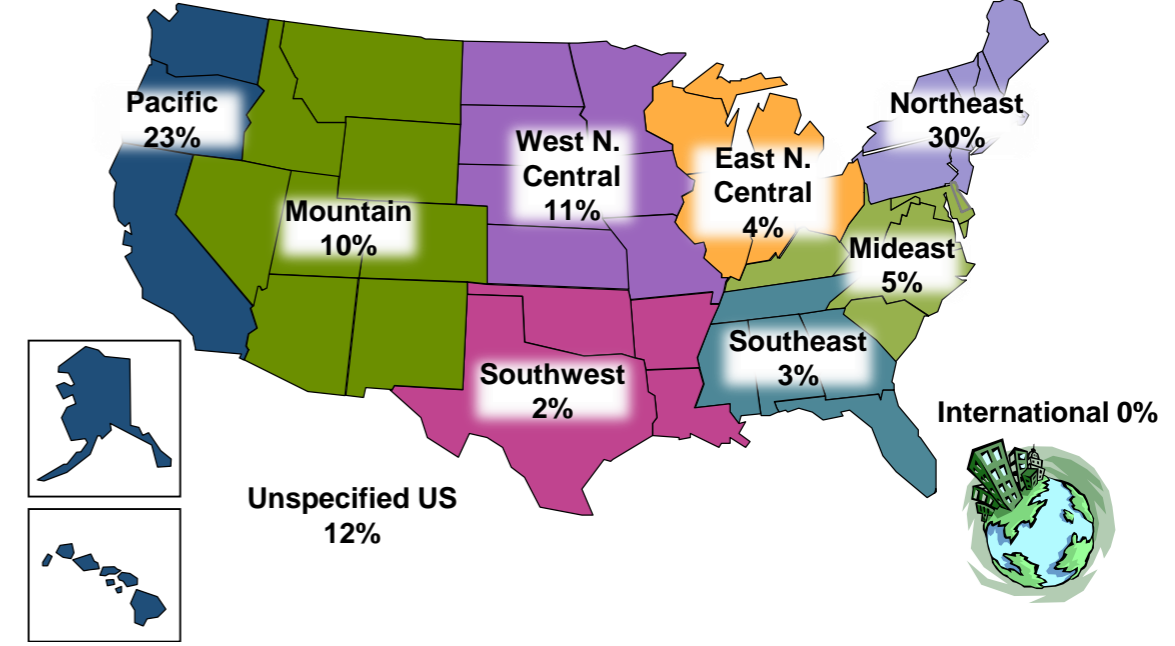 Pacific
23%
Mountain
10%
West N.
Central
11%
East N.
Central
4%
Northeast
30%
Mideast
5%
Southeast
3%
Southwest
2%
International 0%
Unspecified US
12%